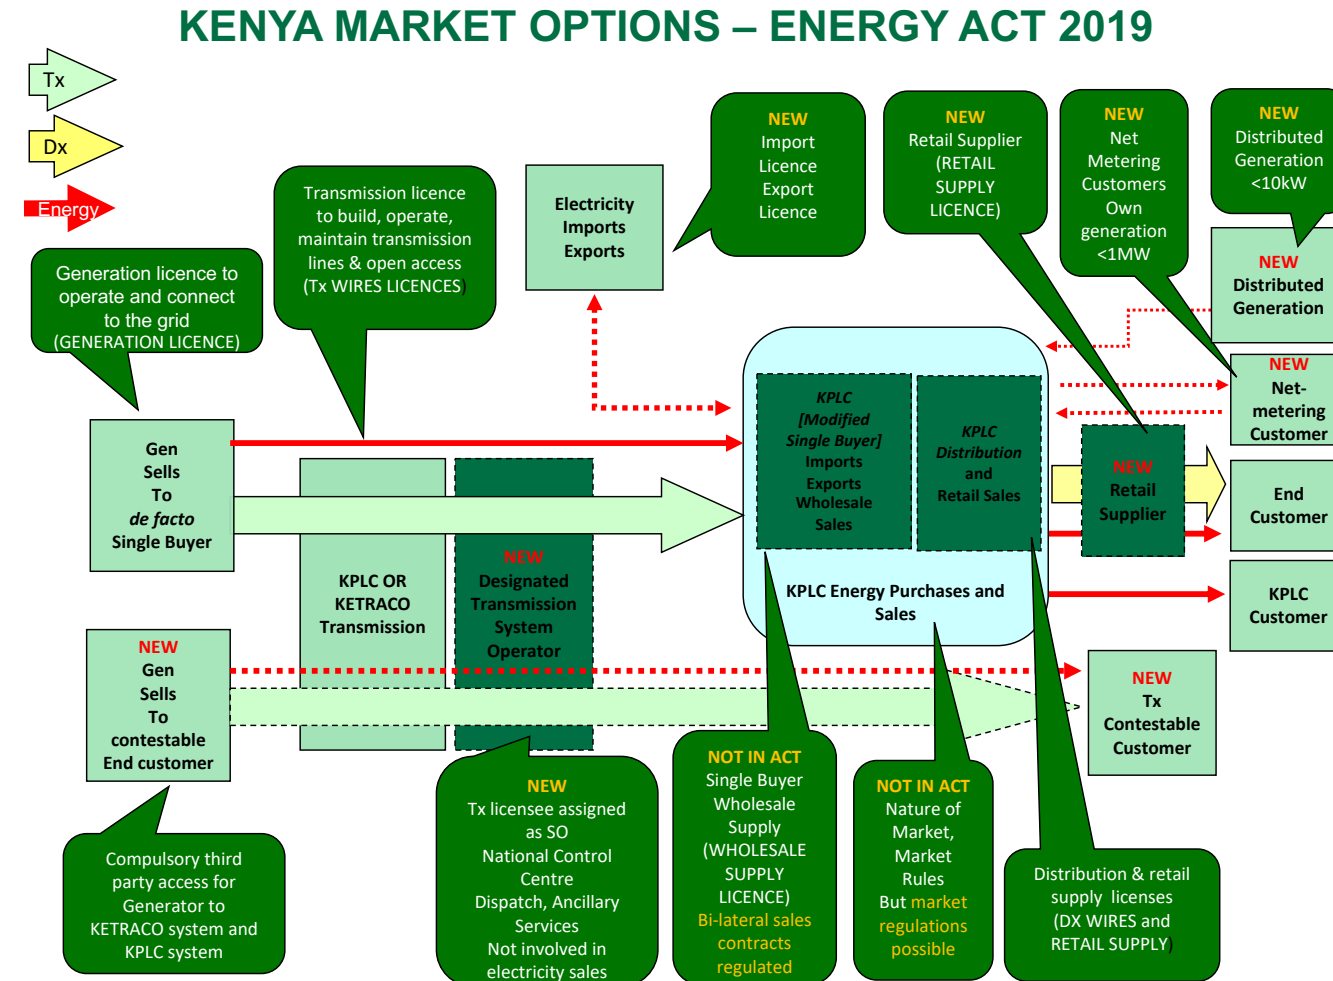 KENYA MARKET OPTIONS – ENERGY ACT 2019
Tx
Dx
Energy
Generation licence to
operate and connect
to the grid
(GENERATION LICENCE)
Transmission licence
to build, operate,
maintain transmission
lines & open access
(Tx WIRES LICENCES)
Electricity
Imports
Exports
NEW
Import
Licence
Export
Licence
NEW
Retail Supplier
(RETAIL
SUPPLY
LICENCE)
NEW
Net
Metering
Customers
Own
generation
<1MW
NEW
Distributed
Generation
<10kW
NEW
Distributed
Generation
NEW
Net-
metering
Customer
Gen
Sells
To
de facto
Single Buyer
KPLC OR
KETRACO
Transmission
NEW
Designated
Transmission
System
Operator
KPLC
[Modified
Single Buyer]
Imports
Exports
Wholesale
Sales
KPLC
Distribution
and
Retail Sales
KPLC Energy Purchases and
Sales
NEW
Retail
Supplier
End
Customer
KPLC
Customer
NEW
Gen
Sells
To
contestable
End customer
NEW
Tx
Contestable
Customer
Compulsory third
party access for
Generator to
KETRACO system and
KPLC system
NEW
Tx licensee assigned
as SO
National Control
Centre
Dispatch, Ancillary
Services
Not involved in
electricity sales
NOT IN ACT
Single Buyer
Wholesale
Supply
(WHOLESALE
SUPPLY
LICENCE)
Bi-lateral sales
contracts
regulated
NOT IN ACT
Nature of
Market,
Market
Rules
But market
regulations
possible
Distribution & retail
supply licenses
(DX WIRES and
RETAIL SUPPLY)